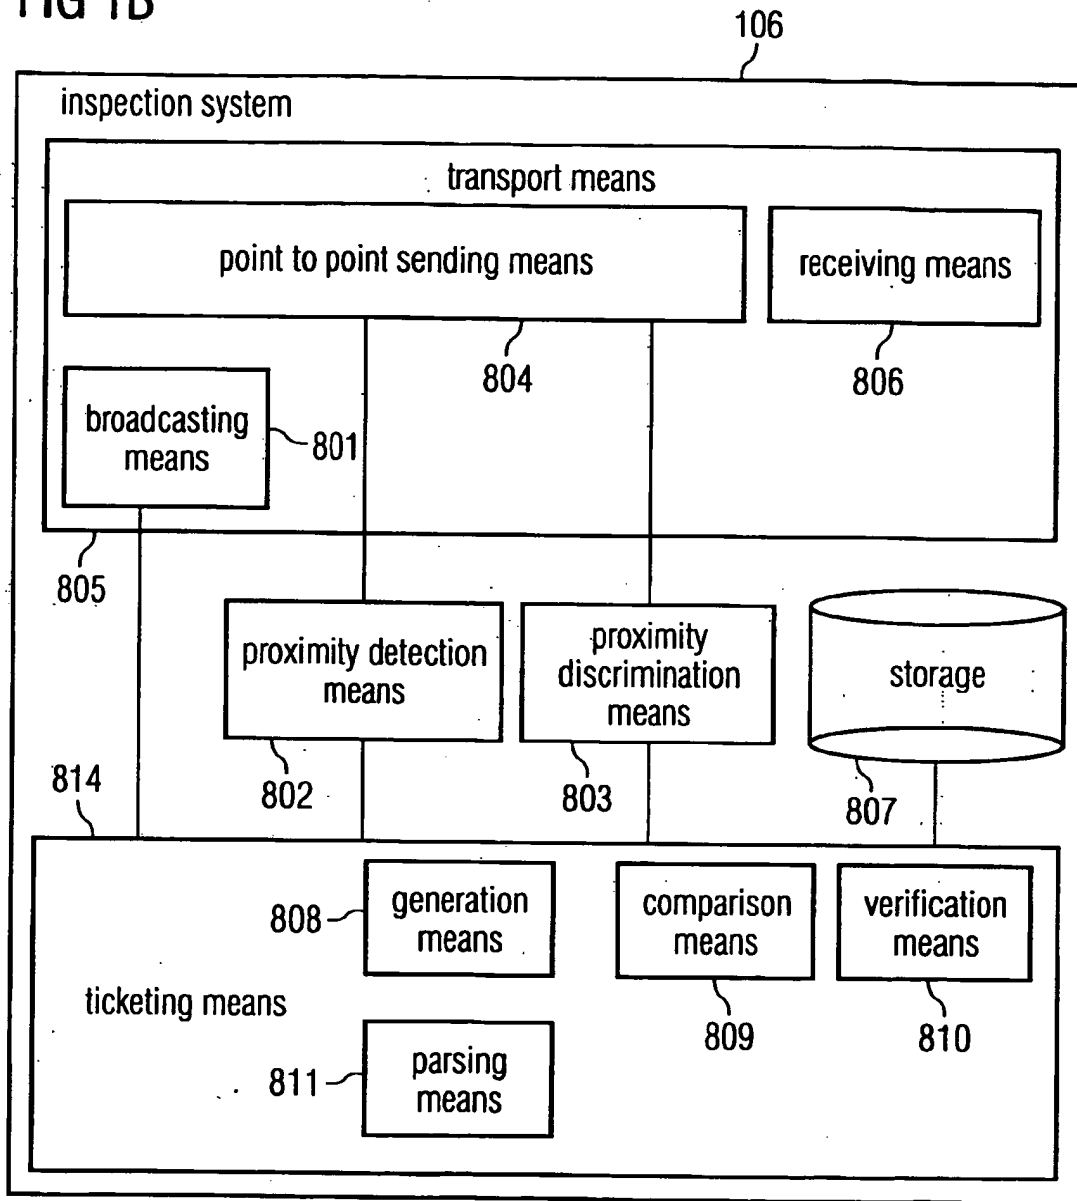 FIG 1B
106
inspection system
transport means
point to point sending means
receiving means
804
806
broadcasting
means
801
805
proximity detection
means
proximity
discrimination
means
storage
814
802
803
807
808
generation
means
comparison
means
verification
means
ticketing means
809
810
811
parsing
means